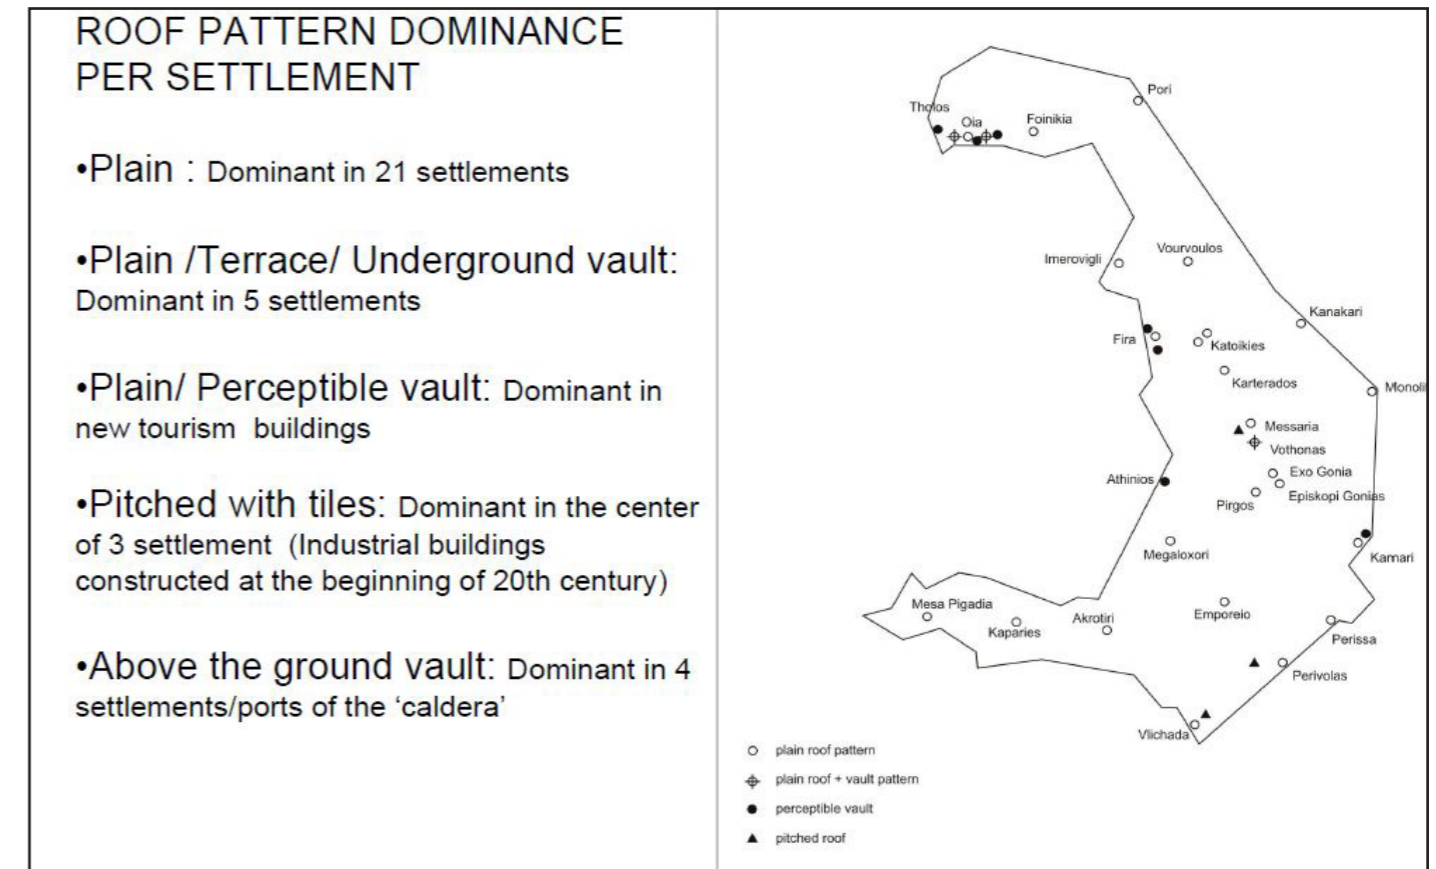 ROOF PATTERN DOMINANCE
PER SETTLEMENT
•Plain : Dominant in 21 settlements
•Plain /Terrace/ Underground vault:
Dominant in 5 settlements
•Plain/ Perceptible vault: Dominant in
new tourism buildings
•Pitched with tiles: Dominant in the center
of 3 settlement (Industrial buildings
constructed at the beginning of 20th century)
•Above the ground vault: Dominant in 4
settlements/ports of the ‘caldera’
Pori
Tholos
Oia
Foinikia
Vourvoulos
Imerovigli
Kanakari
Fira
Katoikies
Karterados
Monoli
Messaria
Vothonas
Exo Gonia
Athinios
Episkopi Gonias
Pirgos
Megaloxori
Kamari
Mesa Pigadia
Kaparies
Akrotiri
Emporeio
Perissa
Perivolas
Vlichada
plain roof pattern
plain roof + vault pattern
perceptible vault
pitched roof